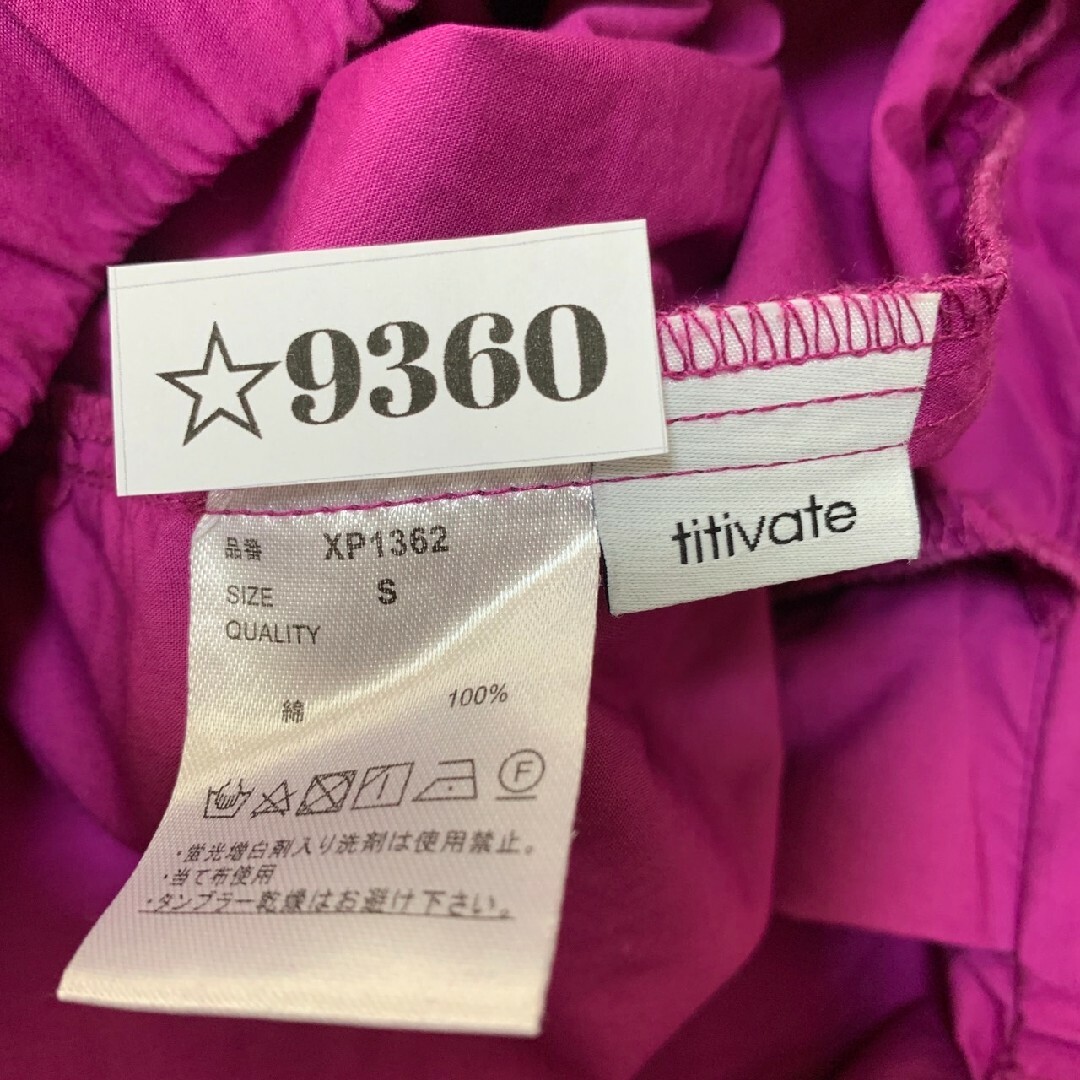 ☆9360
titivate
品番 XP1362
SIZE S
QUALITY
綿 100%
F
・蛍光増白剤入り洗剤は使用禁止。
・当て布使用
・タンブラー乾燥はお避け下さい。